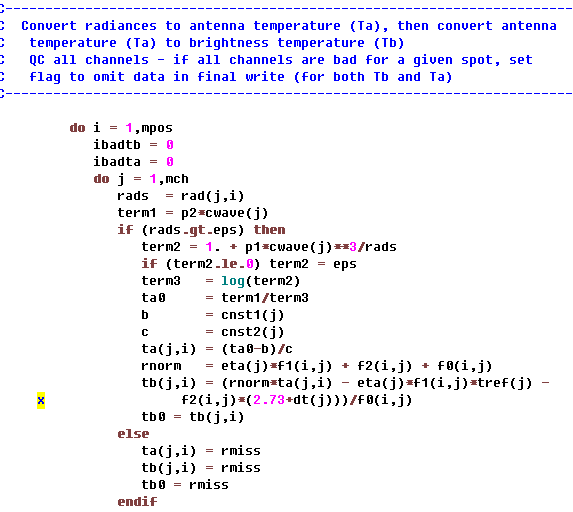 C-----------------------------------------------------------------------
C  Convert radiances to antenna temperature (Ta), then convert antenna
C   temperature (Ta) to brightness temperature (Tb)
C   QC all channels - if all channels are bad for a given spot, set
C   flag to omit data in final write (for both Tb and Ta)
C-----------------------------------------------------------------------
do i = 1,mpos
ibadtb = 0
ibadta = 0
do j = 1,mch
rads  = rad(j,i)
term1 = p2*cwave(j)
if (rads.gt.eps) then
term2 = 1. + p1*cwave(j)**3/rads
if (term2.le.0) term2 = eps
term3   = log(term2)
ta0     = term1/term3
b       = cnst1(j)
c       = cnst2(j)
ta(j,i) = (ta0-b)/c
rnorm   = eta(j)*f1(i,j) + f2(i,j) + f0(i,j)
tb(j,i) = (rnorm*ta(j,i) - eta(j)*f1(i,j)*tref(j) -
x                 f2(i,j)*(2.73+dt(j)))/f0(i,j)
tb0 = tb(j,i)
else
ta(j,i) = rmiss
tb(j,i) = rmiss
tb0 = rmiss
endif